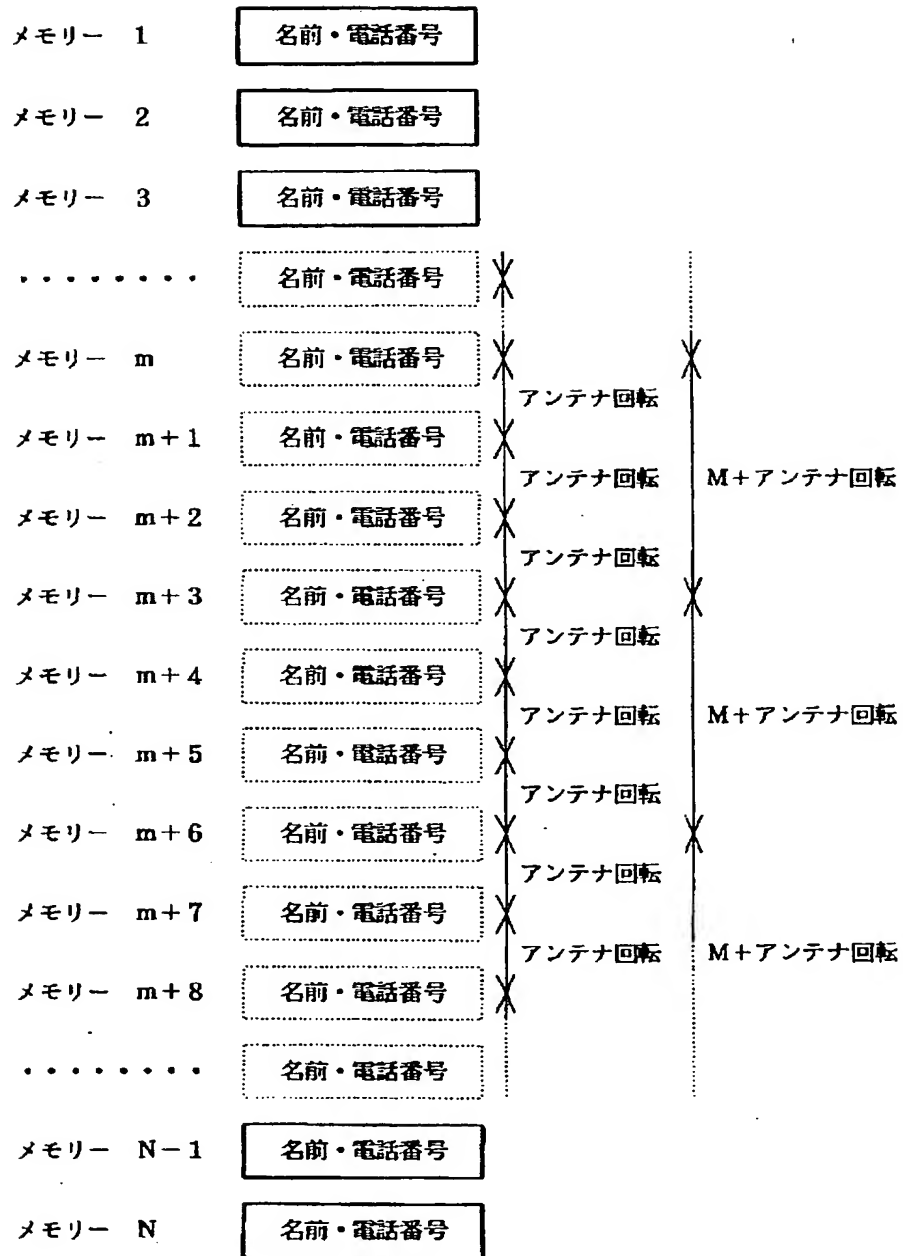 メモリー 1 名前・電話番号
メモリー 2 名前・電話番号
メモリー 3 名前・電話番号
・・・・・・・・ 名前・電話番号
メモリー m 名前・電話番号
アンテナ回転
メモリー m+1 名前・電話番号
アンテナ回転 M+アンテナ回転
メモリー m+2 名前・電話番号
アンテナ回転
メモリー m+3 名前・電話番号
アンテナ回転
メモリー m+4 名前・電話番号
アンテナ回転 M+アンテナ回転
メモリー m+5 名前・電話番号
アンテナ回転
メモリー m+6 名前・電話番号
アンテナ回転
メモリー m+7 名前・電話番号
アンテナ回転 M+アンテナ回転
メモリー m+8 名前・電話番号
・・・・・・・・ 名前・電話番号
メモリー N-1 名前・電話番号
メモリー N 名前・電話番号